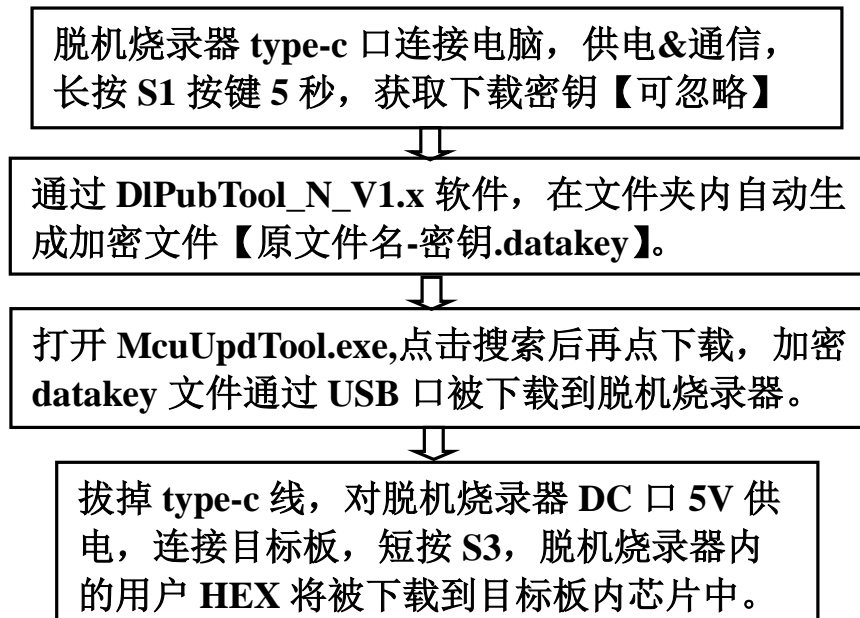 脱机烧录器 type-c 口连接电脑，供电&通信，
长按 S1 按键 5 秒，获取下载密钥【可忽略】
通过 DlPubTool_N_V1.x 软件，在文件夹内自动生
成加密文件【原文件名-密钥.datakey】。
打开 McuUpdTool.exe,点击搜索后再点下载，加密
datakey 文件通过 USB 口被下载到脱机烧录器。
拔掉 type-c 线，对脱机烧录器 DC 口 5V 供
电，连接目标板，短按 S3，脱机烧录器内
的用户 HEX 将被下载到目标板内芯片中。